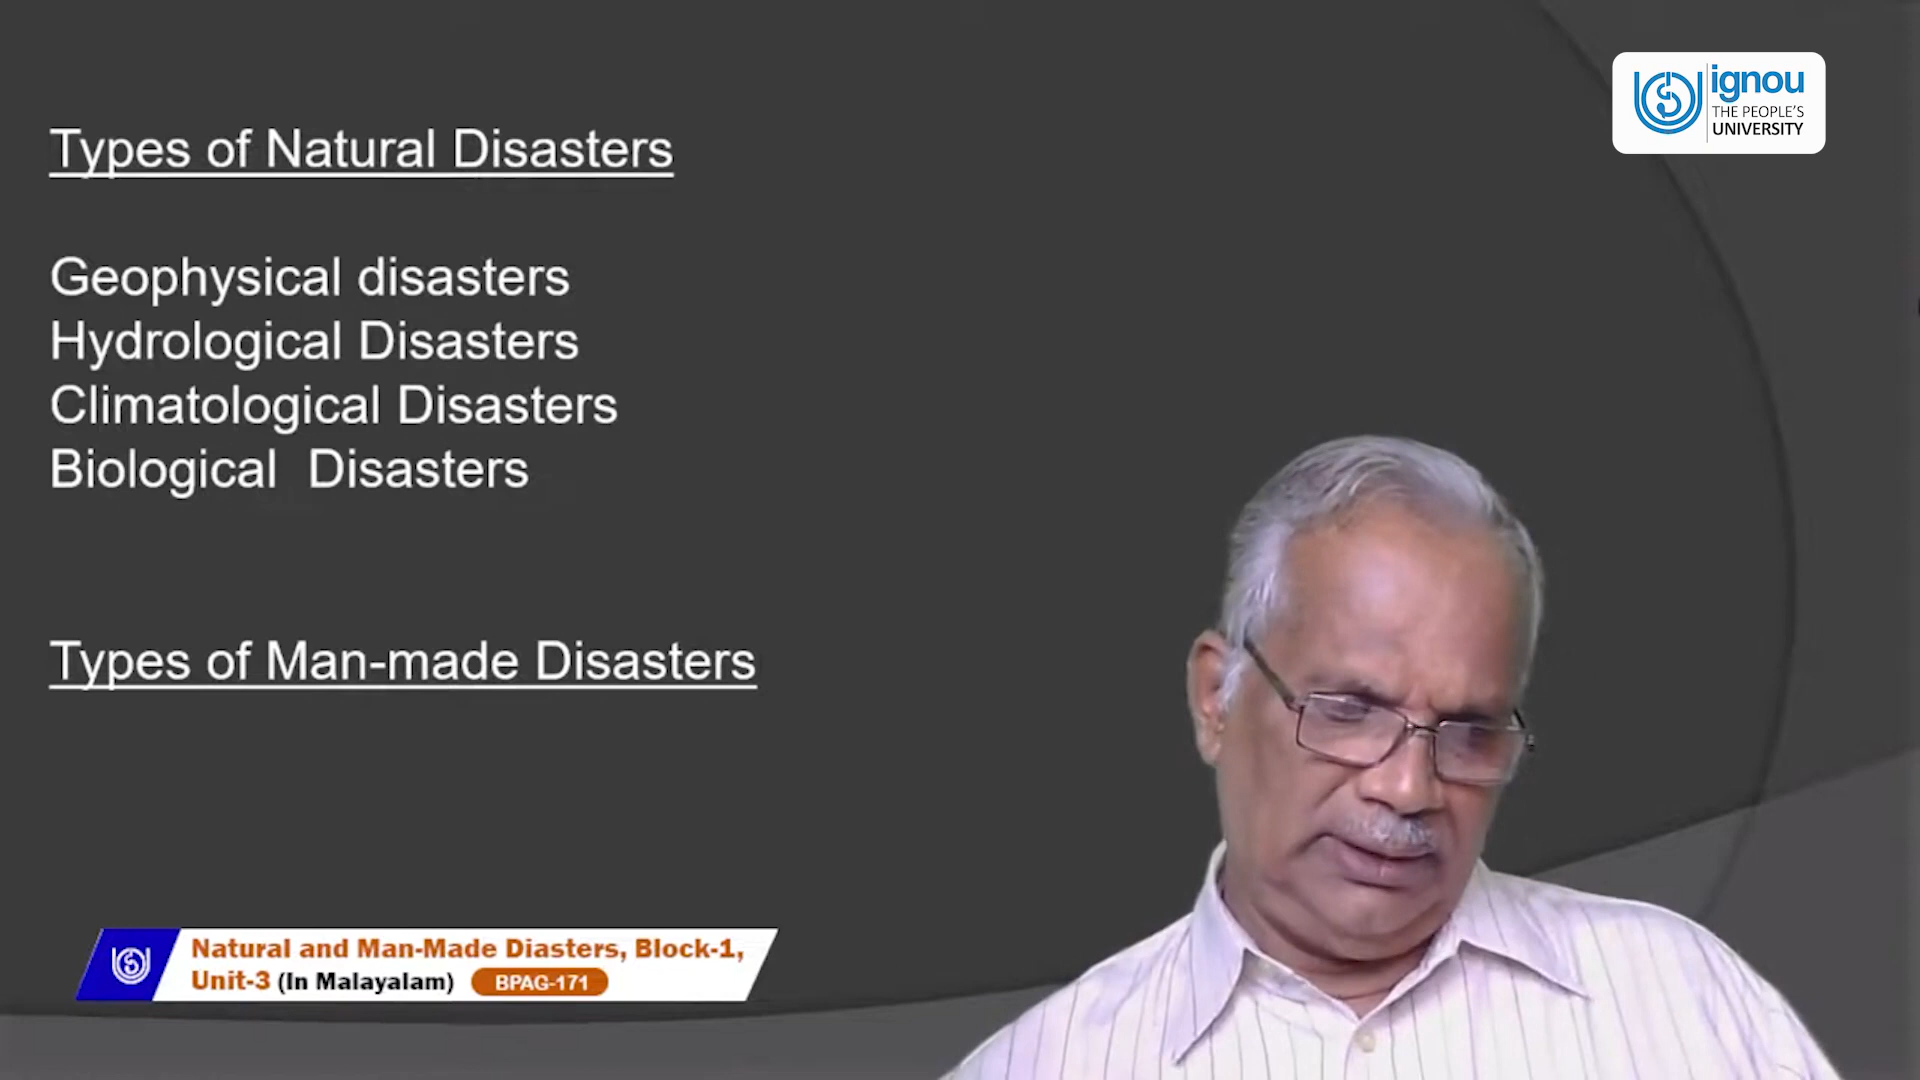 ignou
THE PEOPLE'S
UNIVERSITY
Types of Natural Disasters
Geophysical disasters
Hydrological Disasters
Climatological Disasters
Biological Disasters
Types of Man-made Disasters
Natural and Man-Made Diasters, Block-1,
Unit-3 (In Malayalam) BPAG-171